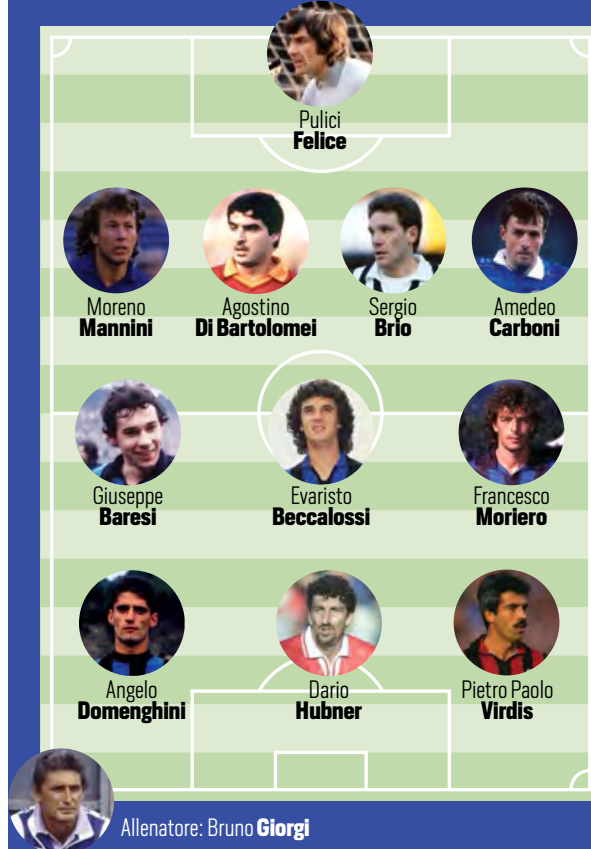 Pulici
Felice
Moreno
Mannini
Agostino
Di Bartolomei
Sergio
Brio
Amedeo
Carboni
Giuseppe
Baresi
Evaristo
Beccalossi
Francesco
Moriero
Angelo
Domenghini
Dario
Hubner
Pietro Paolo
Virdis
Allenatore: Bruno Giorgi